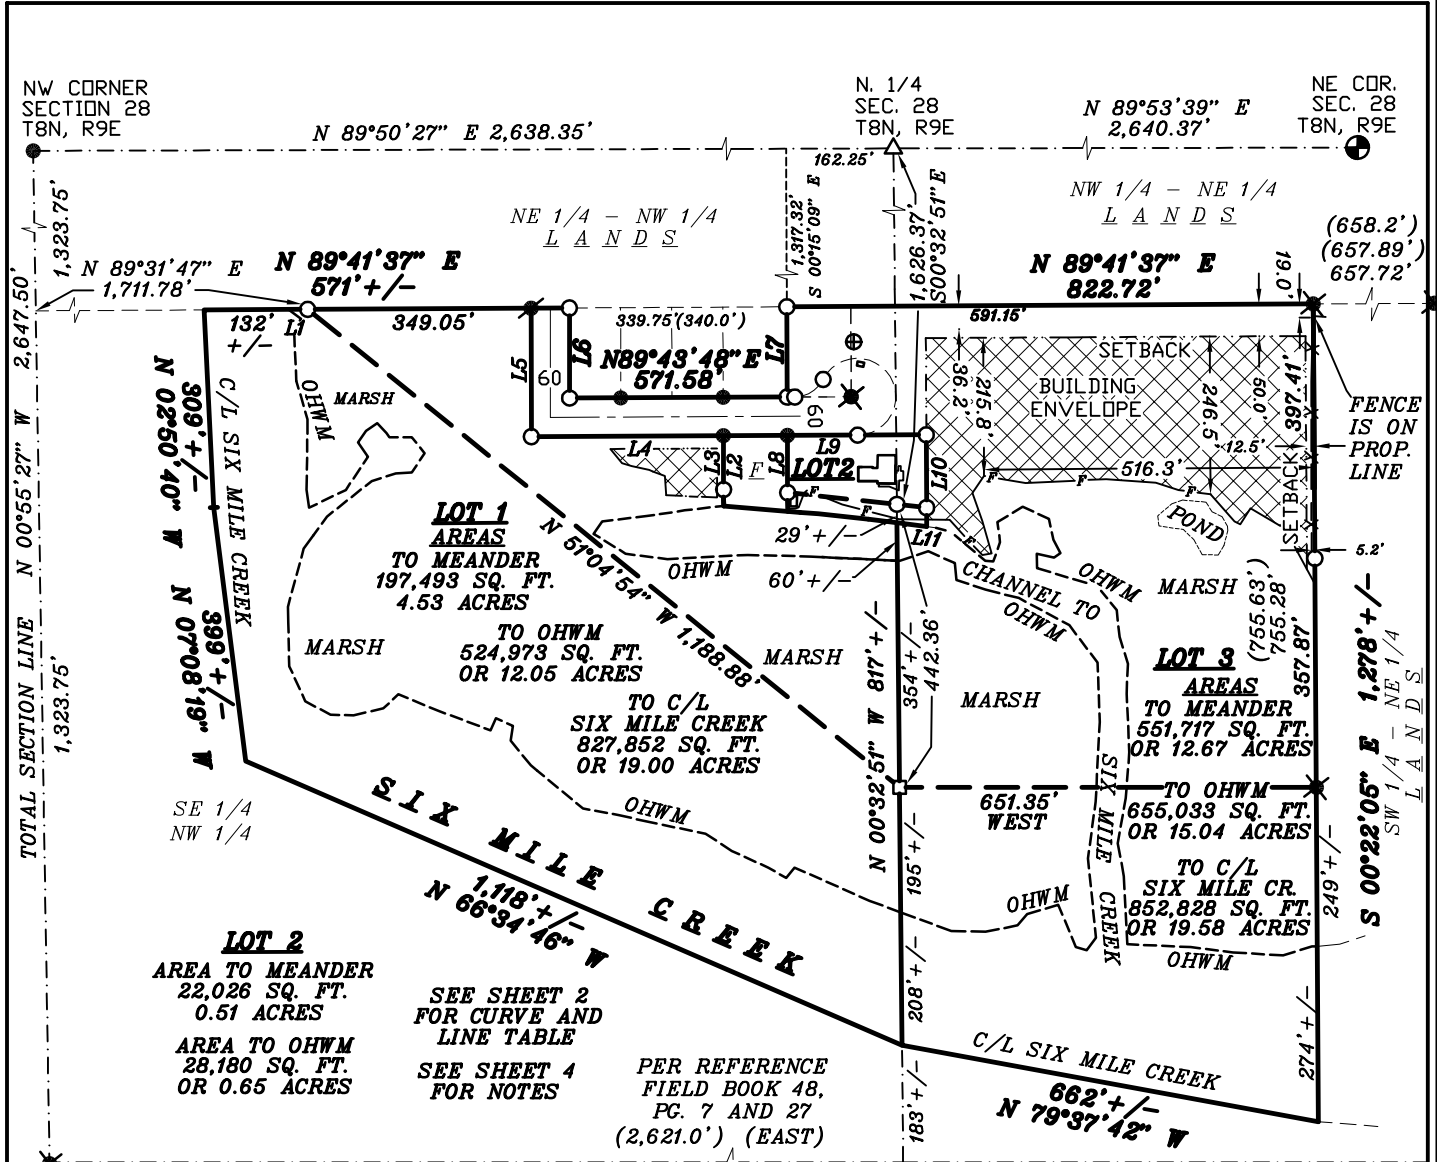 NW CORNER
SECTION 28
T8N, R9E
N 89°50'27" E 2,638.35'
N. 1/4
SEC. 28
T8N, R9E
N 89°53'39" E
2,640.37'
NE COR.
SEC. 28
T8N, R9E
162.25'
1,323.75'
NE 1/4 - NW 1/4
L A N D S
1,317.32'
S 00°15'09" E
1,626.37'
S00°32'51" E
NW 1/4 - NE 1/4
L A N D S
(658.2')
(657.89')
657.72'
19.0'
N 89°31'47" E
1,711.78'
N 89°41'37" E
571'+/-
N 89°41'37" E
822.72'
132'
+/-
L1
349.05'
339.75'(340.0')
591.15'
L5
L6
N89°43'48" E
571.58'
L7
60
60
SETBACK
BUILDING
ENVELOPE
36.2'
215.8'
246.5'
50.0'
397.41'
12.5'
516.3'
SETBACK
FENCE
IS ON
PROP.
LINE
TOTAL SECTION LINE N 00°55'27" W 2,647.50'
1,323.75'
309'+/-
N 02°50'40" W
C/L SIX MILE CREEK
OHWM
MARSH
399'+/-
N 07°08'19" W
L4
L3
L2
F
L8
L9
LOT2
L10
F
F
F
F
F
F
L11
29'+/-
60'+/-
POND
5.2'
LOT 1
AREAS
TO MEANDER
197,493 SQ. FT.
4.53 ACRES
TO OHWM
524,973 SQ. FT.
OR 12.05 ACRES
TO C/L
SIX MILE CREEK
827,852 SQ. FT.
OR 19.00 ACRES
N 51°04'54" W 1,188.88'
OHWM
MARSH
MARSH
CHANNEL TO
OHWM
OHWM
MARSH
MARSH
N 00°32'51" W 817'+/-
354'+/-
442.36'
(755.63')
755.28'
357.87'
S 00°22'05" E 1,278'+/-
SW 1/4 - NE 1/4
L A N D S
LOT 3
AREAS
TO MEANDER
551,717 SQ. FT.
OR 12.67 ACRES
TO OHWM
655,033 SQ. FT.
OR 15.04 ACRES
TO C/L
SIX MILE CR.
852,828 SQ. FT.
OR 19.58 ACRES
651.35'
WEST
SIX MILE CREEK
SE 1/4
NW 1/4
OHWM
S I X M I L E C R E E K
1,118'+/-
N 66°34'46" W
195'+/-
208'+/-
183'+/-
OHWM
OHWM
249'+/-
274'+/-
C/L SIX MILE CREEK
662'+/-
N 79°37'42" W
LOT 2
AREA TO MEANDER
22,026 SQ. FT.
0.51 ACRES
AREA TO OHWM
28,180 SQ. FT.
OR 0.65 ACRES
SEE SHEET 2
FOR CURVE AND
LINE TABLE
SEE SHEET 4
FOR NOTES
PER REFERENCE
FIELD BOOK 48,
PG. 7 AND 27
(2,621.0') (EAST)